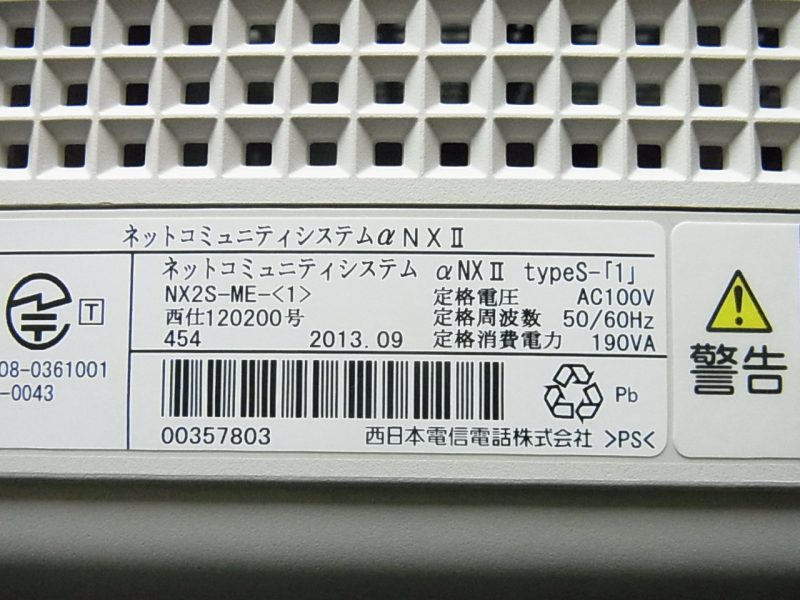 ネットコミュニティシステムαNXⅡ
ネットコミュニティシステム αNXⅡ typeS-「1」
NX2S-ME-<1>
定格電圧 AC100V
西仕120200号
定格周波数 50/60Hz
454 2013.09
定格消費電力 190VA
T
08-0361001
-0043
Pb
00357803
西日本電信電話株式会社 >PS<
警告